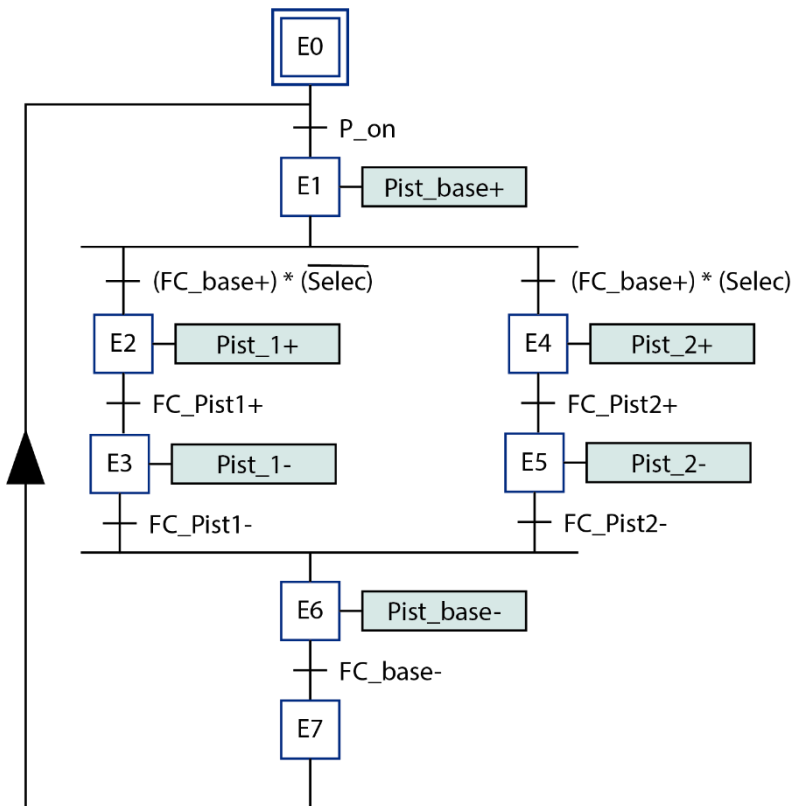 E0
P_on
E1
Pist_base+
(FC_base+) * (Selec)
(FC_base+) * (Selec)
E2
Pist_1+
E4
Pist_2+
FC_Pist1+
FC_Pist2+
E3
Pist_1-
E5
Pist_2-
FC_Pist1-
FC_Pist2-
E6
Pist_base-
FC_base-
E7